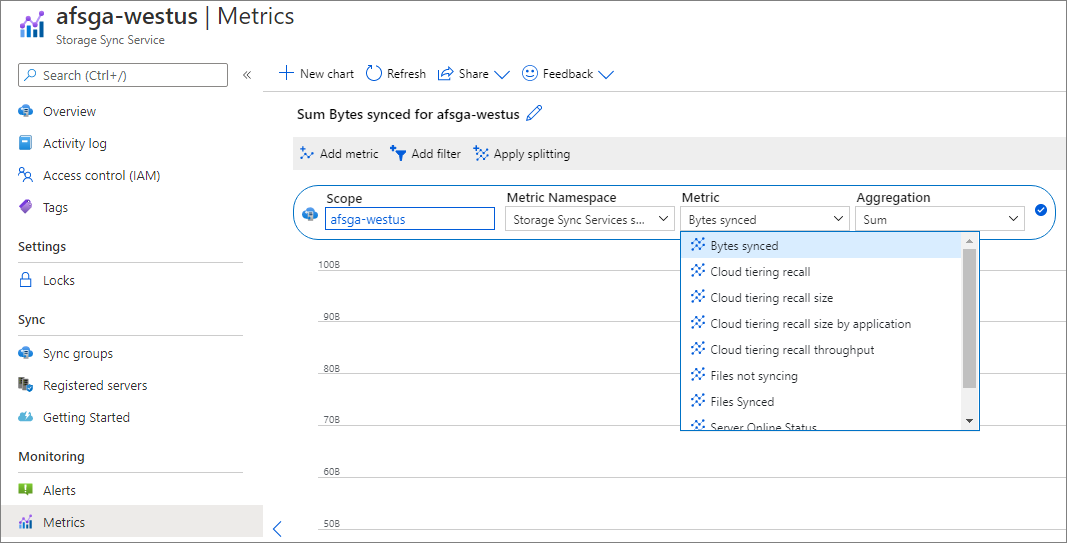 afsga-westus | Metrics
Storage Sync Service
Search (Ctrl+/)
«
Overview
Activity log
Access control (IAM)
Tags
Settings
Locks
Sync
Sync groups
Registered servers
Getting Started
Monitoring
Alerts
Metrics
New chart
Refresh
Share
Feedback
Sum Bytes synced for afsga-westus
Add metric
Add filter
Apply splitting
Scope
afsga-westus
Metric Namespace
Storage Sync Services s...
Metric
Bytes synced
Aggregation
Sum
Bytes synced
Cloud tiering recall
Cloud tiering recall size
Cloud tiering recall size by application
Cloud tiering recall throughput
Files not syncing
Files Synced
Server Online Status
100B
90B
80B
70B
60B
50B